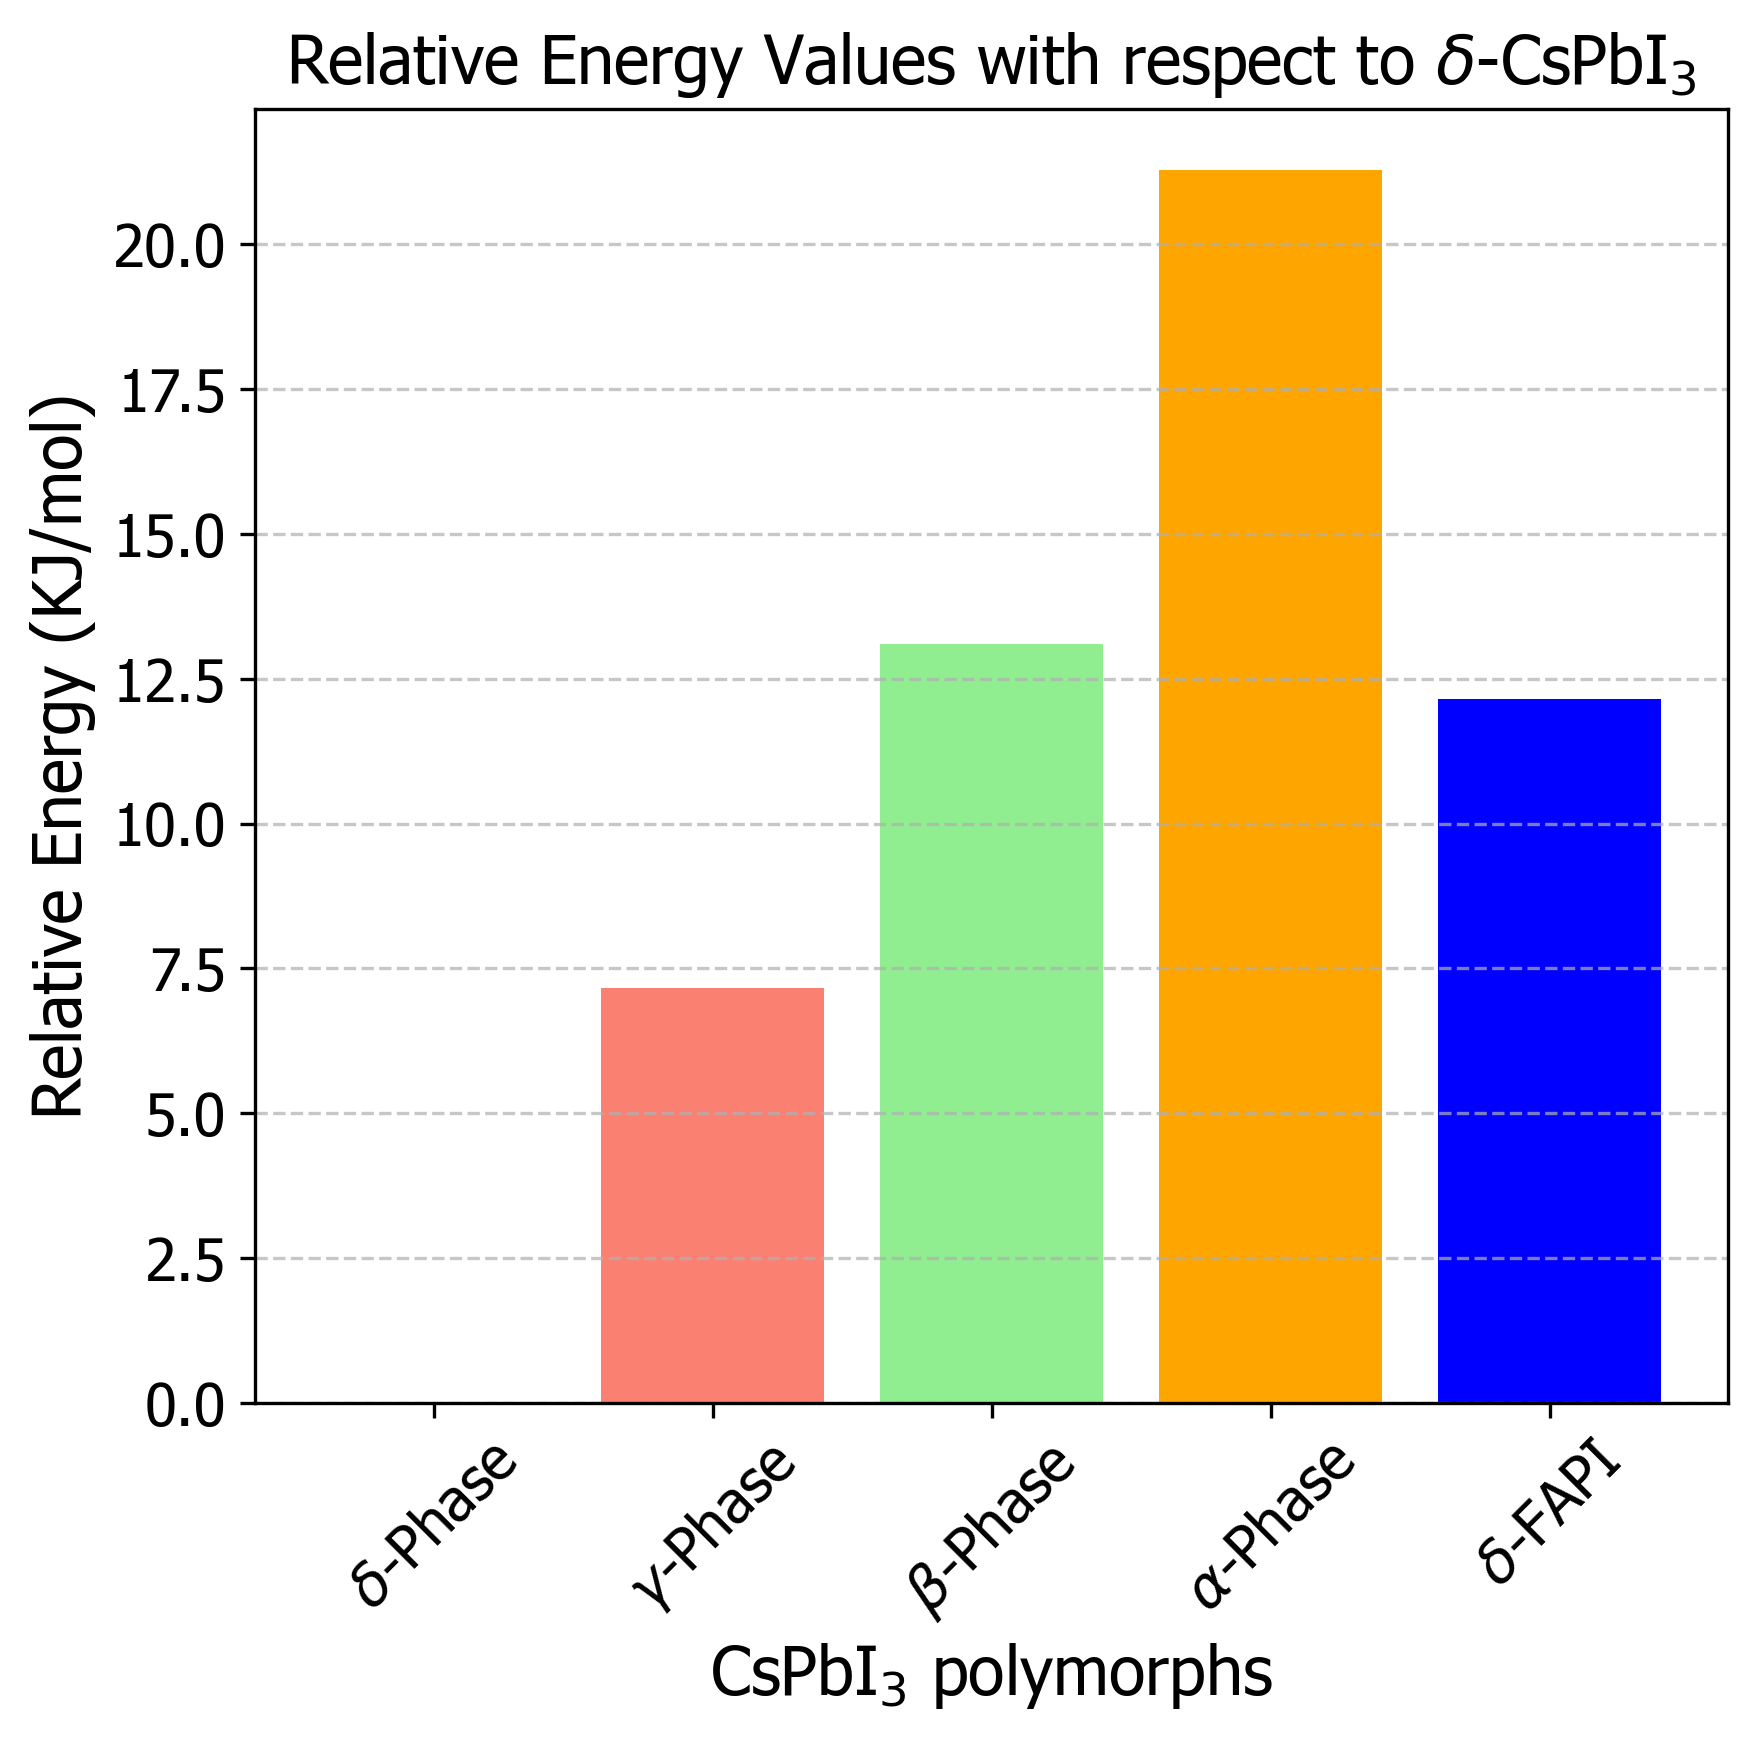 Relative Energy Values with respect to δ-CsPbI₃
Relative Energy (KJ/mol)
20.0
17.5
15.0
12.5
10.0
7.5
5.0
2.5
0.0
δ-Phase
γ-Phase
β-Phase
α-Phase
δ-FAPI
CsPbI₃ polymorphs